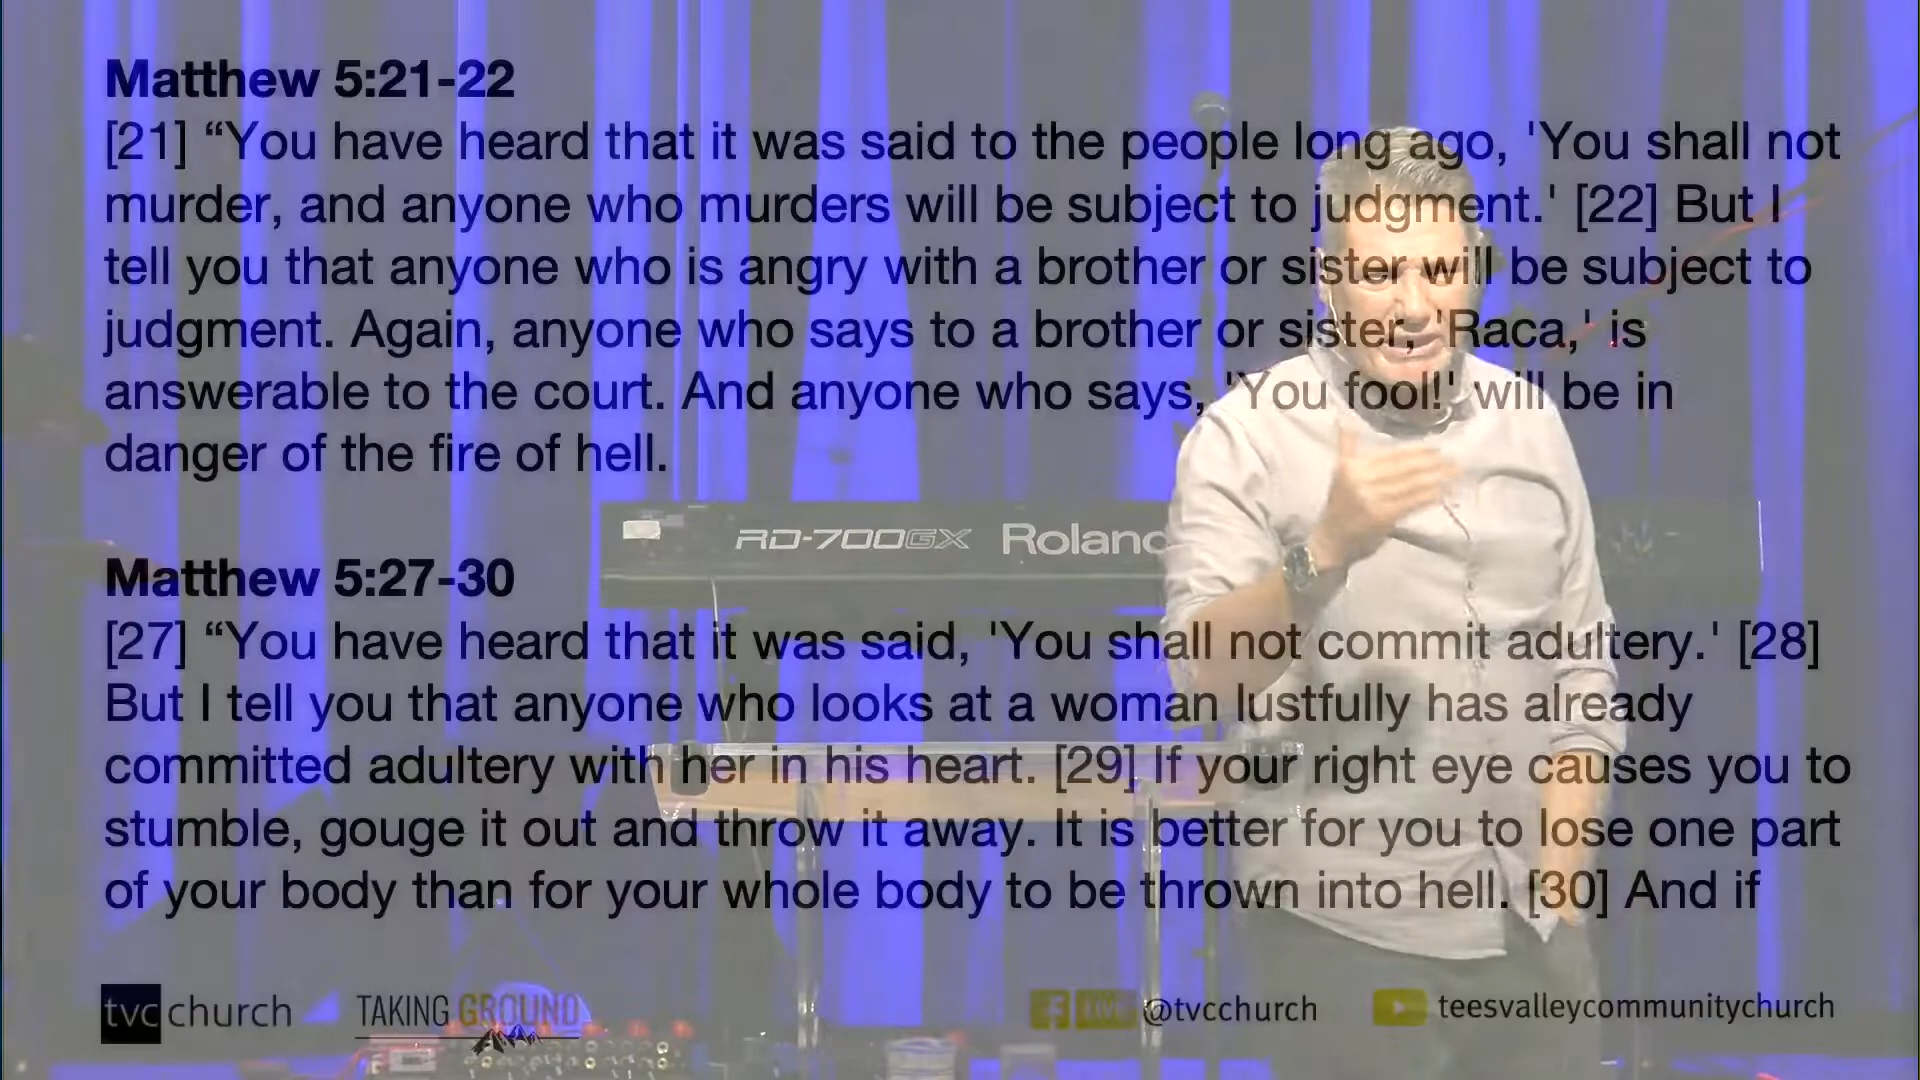 Matthew 5:21-22
[21] “You have heard that it was said to the people long ago, 'You shall not
murder, and anyone who murders will be subject to judgment.' [22] But I
tell you that anyone who is angry with a brother or sister will be subject to
judgment. Again, anyone who says to a brother or sister, 'Raca,' is
answerable to the court. And anyone who says, 'You fool!' will be in
danger of the fire of hell.
RD-700GX Roland
Matthew 5:27-30
[27] “You have heard that it was said, 'You shall not commit adultery.' [28]
But I tell you that anyone who looks at a woman lustfully has already
committed adultery with her in his heart. [29] If your right eye causes you to
stumble, gouge it out and throw it away. It is better for you to lose one part
of your body than for your whole body to be thrown into hell. [30] And if
tvc church TAKING GROUND LIVE @tvcchurch teesvalleycommunitychurch